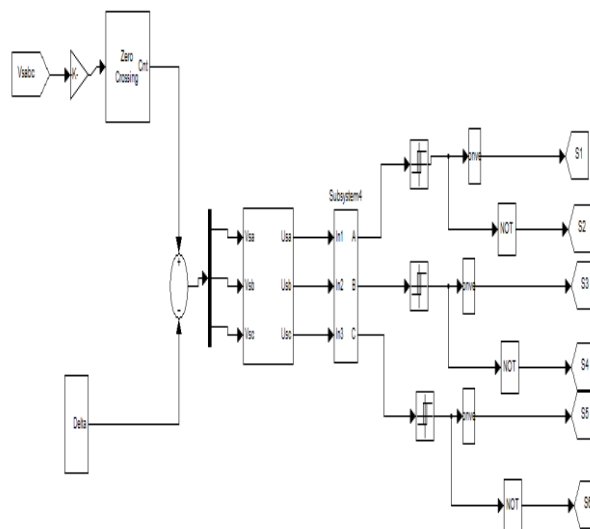 Vsabc
K-
Zero
Crossing
Cnt
+
-
Delta
Vsa
Vsb
Vsc
Usa
Usb
Usc
Subsystem4
In1
In2
In3
A
B
C
NOT
NOT
NOT
S1
S2
S3
S4
S5